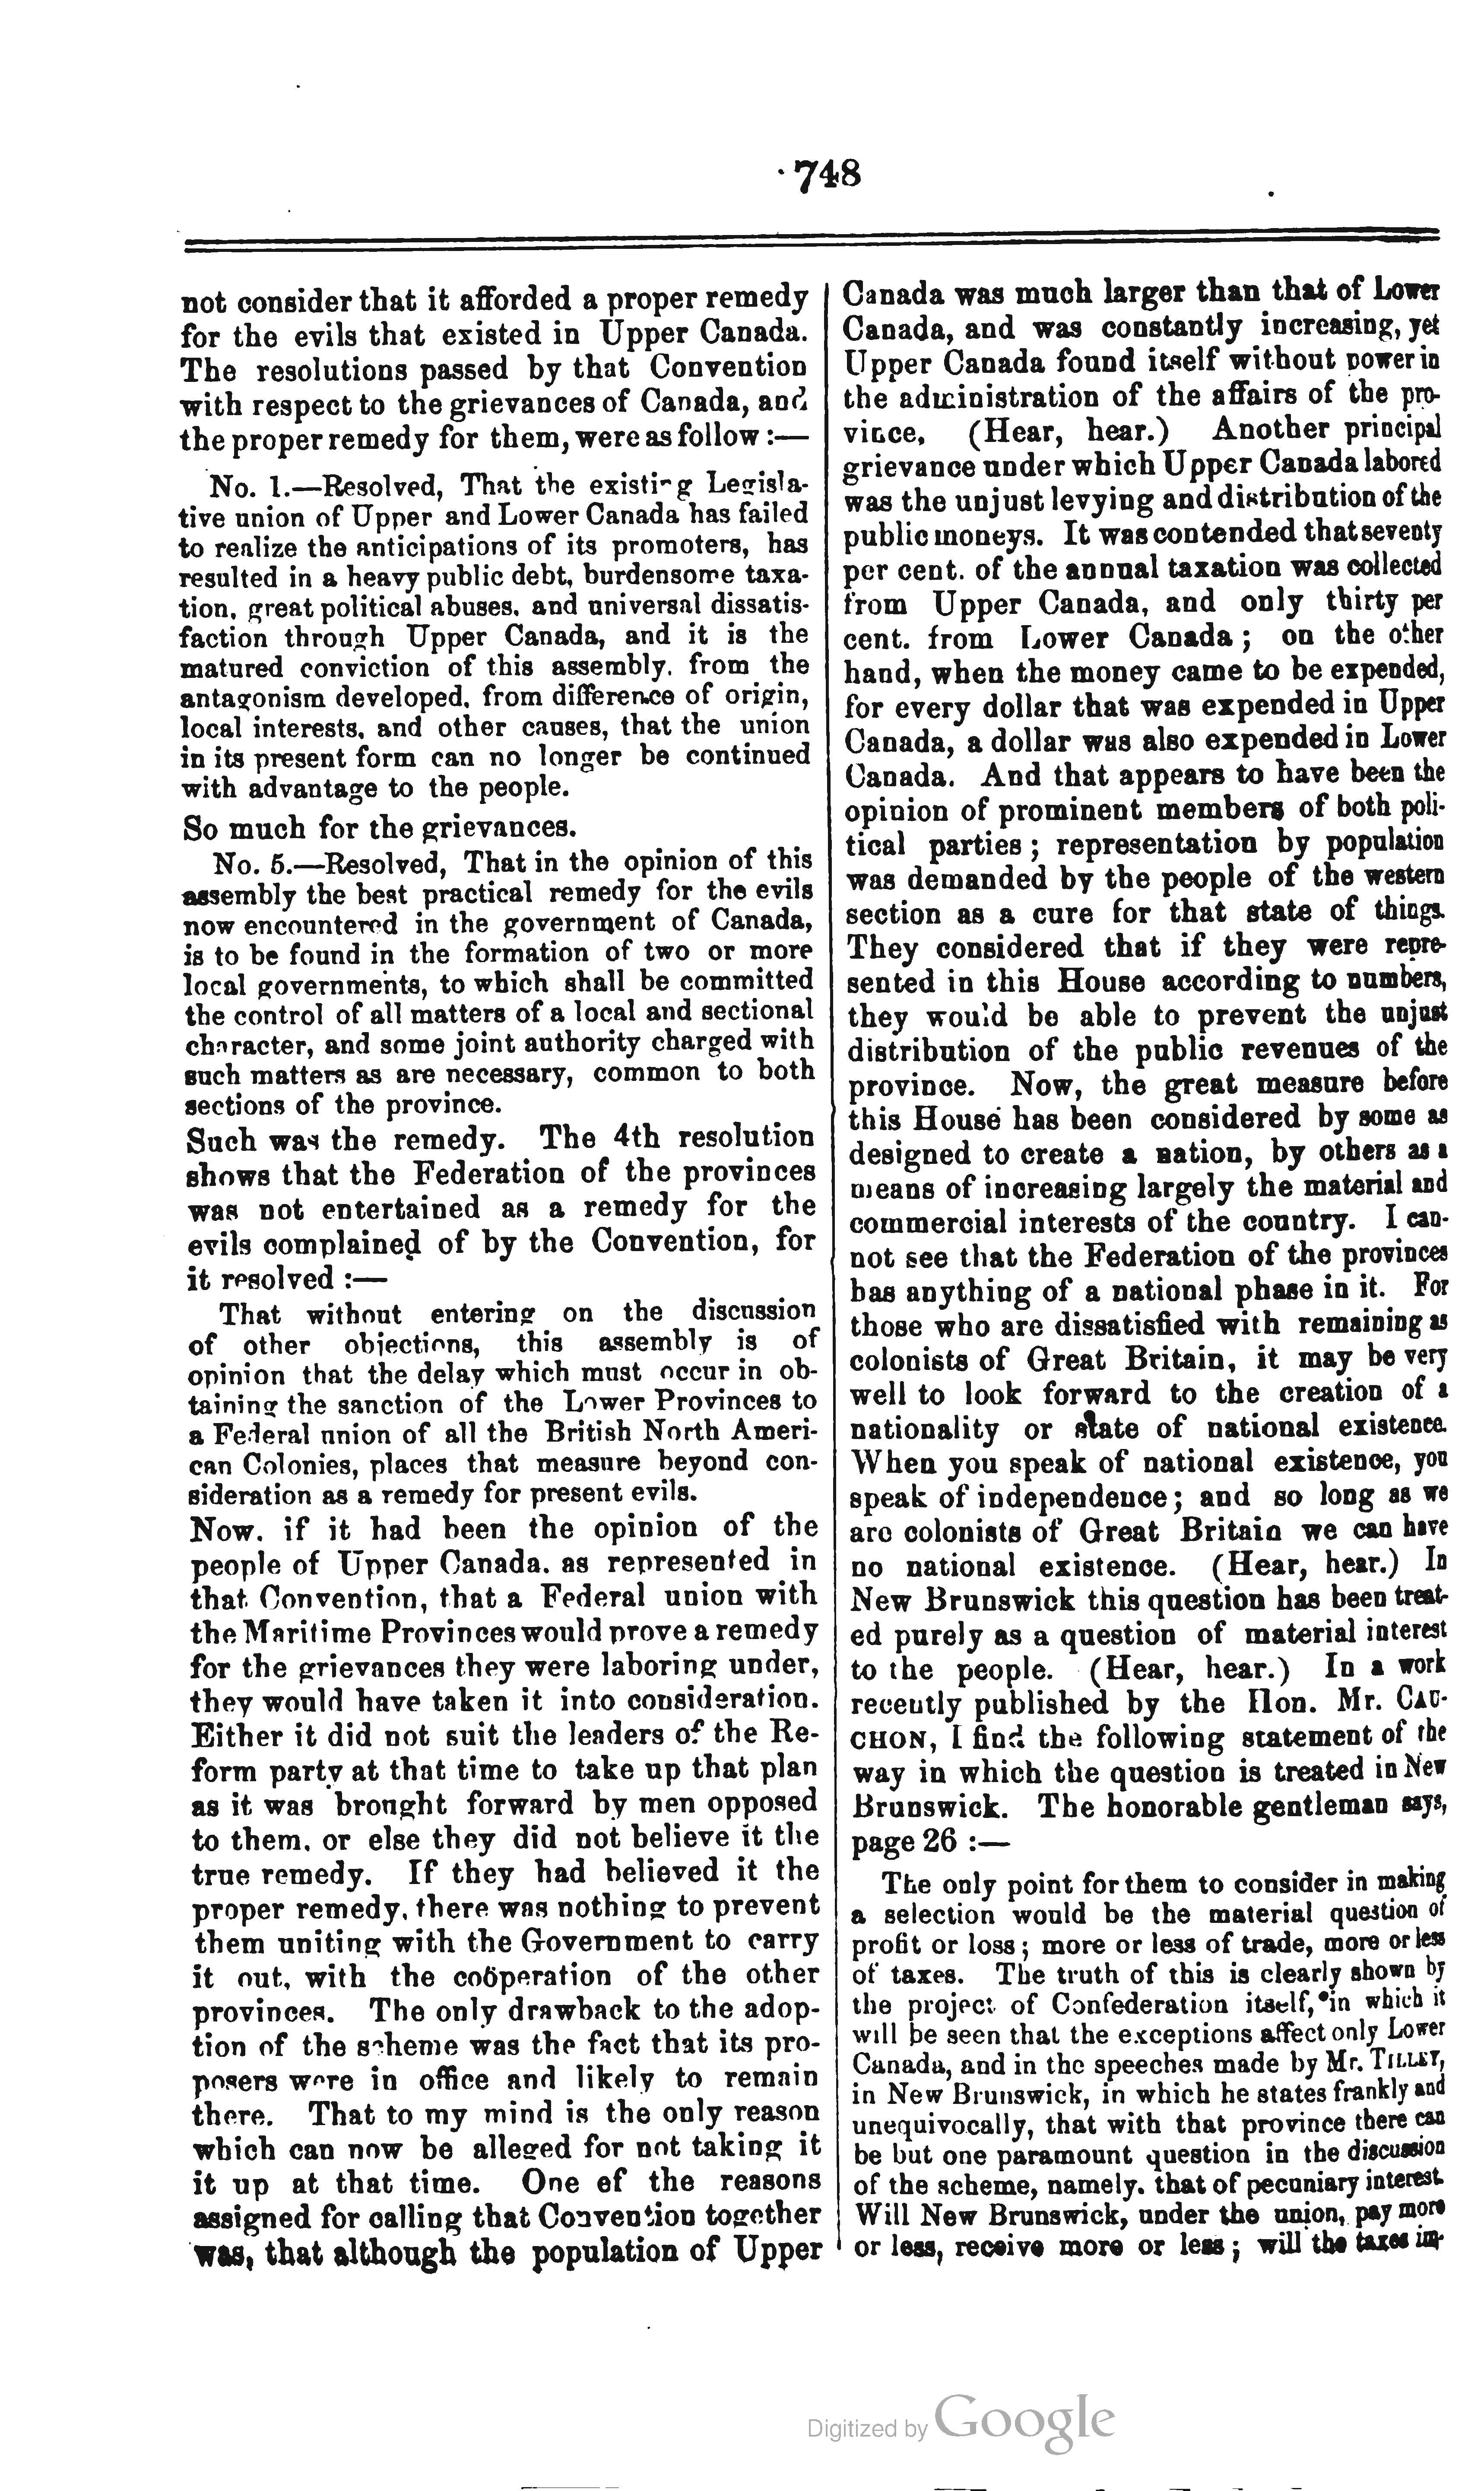 748
not consider that it afforded a proper remedy
for the evils that existed in Upper Canada.
The resolutions passed by that Convention
with respect to the grievances of Canada, and
the proper remedy for them, were as follow :—
No. 1.—Resolved, That the existing Legisla-
tive union of Upper and Lower Canada has failed
to realize the anticipations of its promoters, has
resulted in a heavy public debt, burdensome taxa-
tion, great political abuses, and universal dissatis-
faction through Upper Canada, and it is the
matured conviction of this assembly, from the
antagonism developed, from difference of origin,
local interests, and other causes, that the union
in its present form can no longer be continued
with advantage to the people.
So much for the grievances.
No. 5.—Resolved, That in the opinion of this
assembly the best practical remedy for the evils
now encountered in the government of Canada,
is to be found in the formation of two or more
local governments, to which shall be committed
the control of all matters of a local and sectional
character, and some joint authority charged with
such matters as are necessary, common to both
sections of the province.
Such was the remedy. The 4th resolution
shows that the Federation of the provinces
was not entertained as a remedy for the
evils complained of by the Convention, for
it resolved :—
That without entering on the discussion
of other objections, this assembly is of
opinion that the delay which must occur in ob-
taining the sanction of the Lower Provinces to
a Federal union of all the British North Ameri-
can Colonies, places that measure beyond con-
sideration as a remedy for present evils.
Now, if it had been the opinion of the
people of Upper Canada, as represented in
that Convention, that a Federal union with
the Maritime Provinces would prove a remedy
for the grievances they were laboring under,
they would have taken it into consideration.
Either it did not suit the leaders of the Re-
form party at that time to take up that plan
as it was brought forward by men opposed
to them, or else they did not believe it the
true remedy. If they had believed it the
proper remedy, there was nothing to prevent
them uniting with the Government to carry
it out, with the coöperation of the other
provinces. The only drawback to the adop-
tion of the scheme was the fact that its pro-
posers were in office and likely to remain
there. That to my mind is the only reason
which can now be alleged for not taking it
it up at that time. One of the reasons
assigned for calling that Convention together
was, that although the population of Upper
Canada was much larger than that of Lower
Canada, and was constantly increasing, yet
Upper Canada found itself without power in
the administration of the affairs of the pro-
vince. (Hear, hear.) Another principal
grievance under which Upper Canada labored
was the unjust levying and distribution of the
public moneys. It was contended that seventy
per cent. of the annual taxation was collected
from Upper Canada, and only thirty per
cent. from Lower Canada; on the other
hand, when the money came to be expended,
for every dollar that was expended in Upper
Canada, a dollar was also expended in Lower
Canada. And that appears to have been the
opinion of prominent members of both poli-
tical parties; representation by population
was demanded by the people of the western
section as a cure for that state of things.
They considered that if they were repre-
sented in this House according to numbers,
they would be able to prevent the unjust
distribution of the public revenues of the
province. Now, the great measure before
this House has been considered by some as
designed to create a nation, by others as a
means of increasing largely the material and
commercial interests of the country. I can-
not see that the Federation of the provinces
has anything of a national phase in it. For
those who are dissatisfied with remaining as
colonists of Great Britain, it may be very
well to look forward to the creation of a
nationality or state of national existence.
When you speak of national existence, you
speak of independence; and so long as we
are colonists of Great Britain we can have
no national existence. (Hear, hear.) In
New Brunswick this question has been treat-
ed purely as a question of material interest
to the people. (Hear, hear.) In a work
recently published by the Hon. Mr. CAU-
CHON, I find the following statement of the
way in which the question is treated in New
Brunswick. The honorable gentleman says,
page 26 :—
The only point for them to consider in making
a selection would be the material question of
profit or loss; more or less of trade, more or less
of taxes. The truth of this is clearly shown by
the project of Confederation itself, in which it
will be seen that the exceptions affect only Lower
Canada, and in the speeches made by Mr. TILLEY,
in New Brunswick, in which he states frankly and
unequivocally, that with that province there can
be but one paramount question in the discussion
of the scheme, namely, that of pecuniary interest.
Will New Brunswick, under the union, pay more
or less, receive more or less; will the taxes im-
Digitized by Google